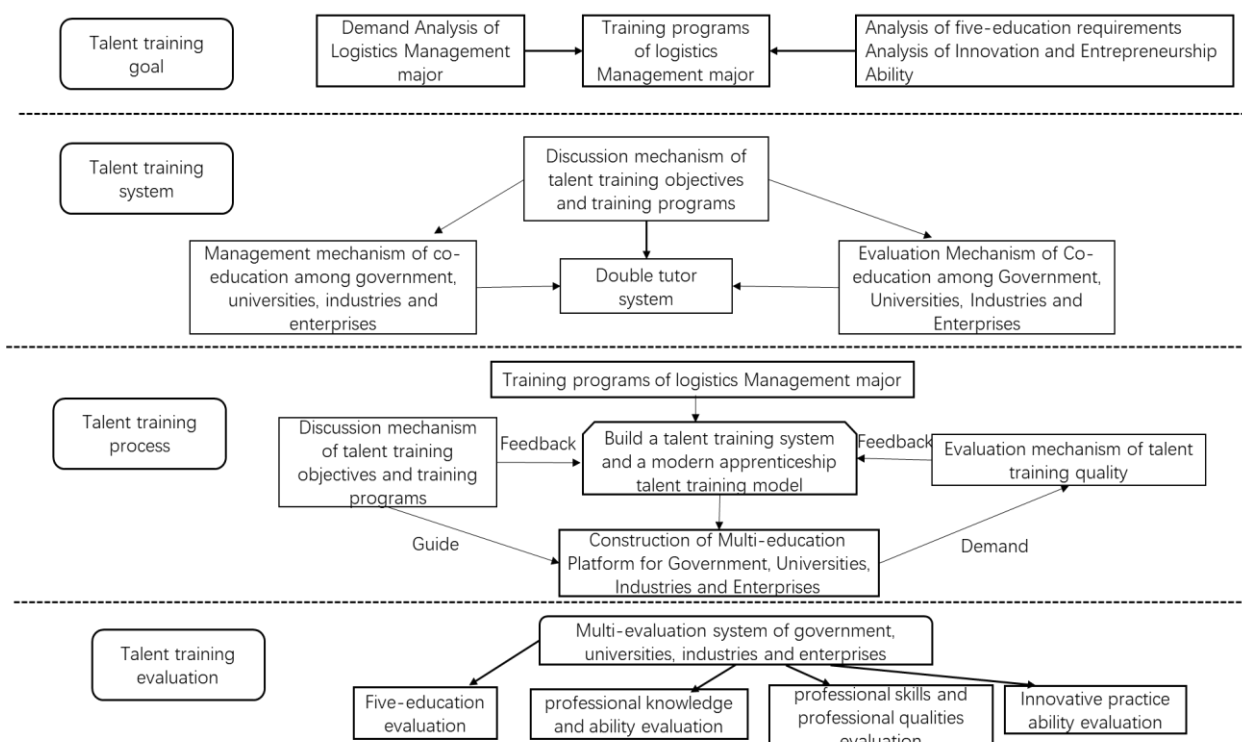 Talent training
goal
Demand Analysis of
Logistics Management
major
Training programs
of logistics
Management major
Analysis of five-education requirements
Analysis of Innovation and Entrepreneurship
Ability
Talent training
system
Discussion mechanism of
talent training objectives
and training programs
Management mechanism of co-
education among government,
universities, industries and
enterprises
Double tutor
system
Evaluation Mechanism of Co-
education among Government,
Universities, Industries and
Enterprises
Talent training
process
Training programs of logistics Management major
Discussion mechanism
of talent training
objectives and training
programs
Feedback
Build a talent training system
and a modern apprenticeship
talent training model
Feedback
Evaluation mechanism of talent
training quality
Guide
Construction of Multi-education
Platform for Government, Universities,
Industries and Enterprises
Demand
Talent training
evaluation
Multi-evaluation system of government,
universities, industries and enterprises
Five-education
evaluation
professional knowledge
and ability evaluation
professional skills and
professional qualities
evaluation
Innovative practice
ability evaluation